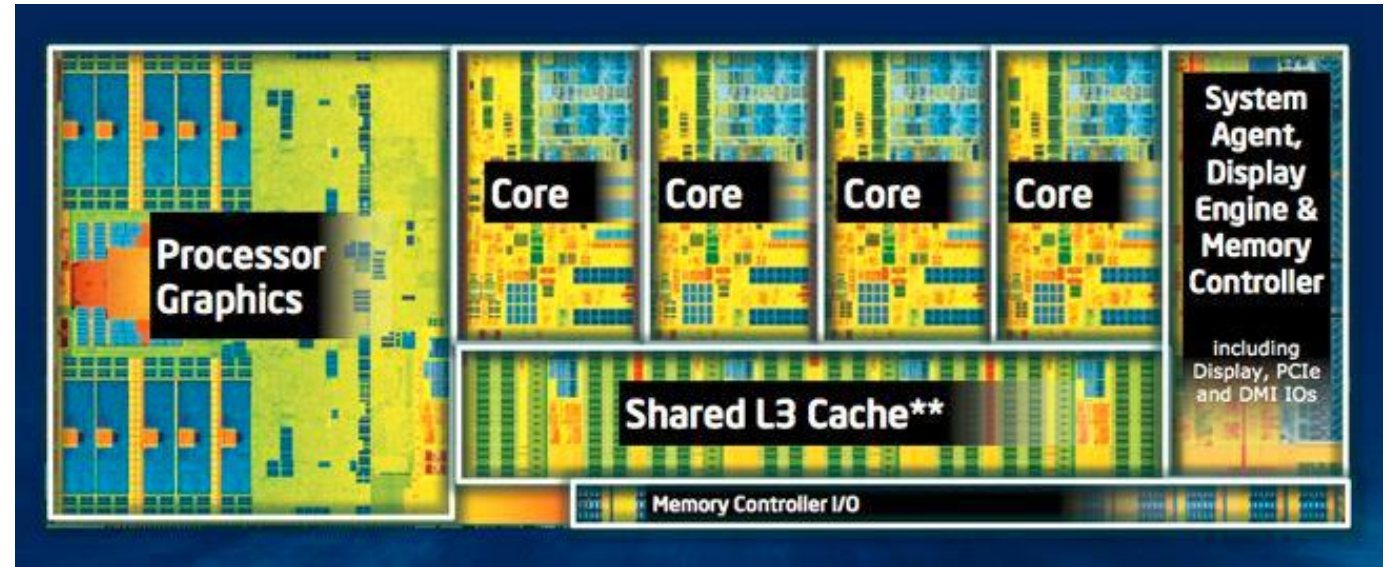 Processor
Graphics
Core
Core
Core
Core
System
Agent,
Display
Engine &
Memory
Controller
including
Display, PCIe
and DMI IOs
Shared L3 Cache**
Memory Controller I/O